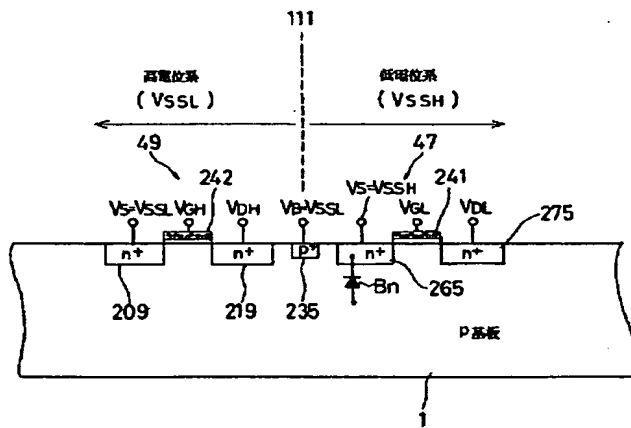 111
高電位系
(VSSL)
低電位系
(VSSH)
49
242
47
241
VS=VSSL
VGH
VDH
VB=VSSL
VS=VSSH
VGL
VDL
275
n+
n+
p+
n+
n+
209
219
235
Bn
265
P基板
1